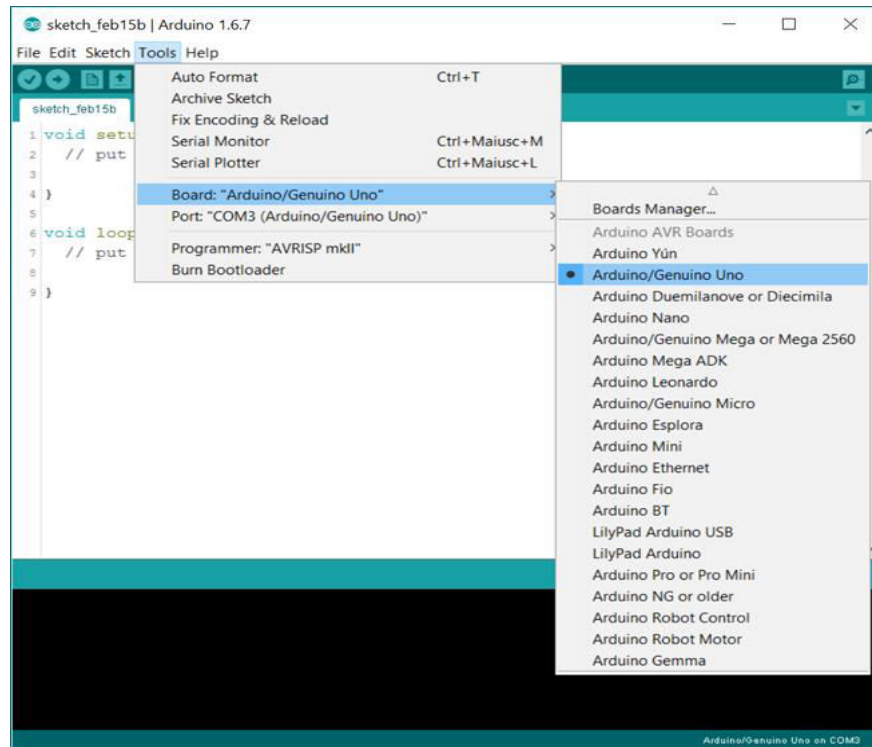 sketch_feb15b | Arduino 1.6.7
File Edit Sketch Tools Help
sketch_feb15b
Auto Format Ctrl+T
Archive Sketch
Fix Encoding & Reload
Serial Monitor Ctrl+Maiusc+M
Serial Plotter Ctrl+Maiusc+L
Board: "Arduino/Genuino Uno"
Port: "COM3 (Arduino/Genuino Uno)"
Programmer: "AVRISP mkII"
Burn Bootloader
1 void setu
2 // put
3
4 }
5
6 void loop
7 // put
8
9 }
Boards Manager...
Arduino AVR Boards
Arduino Yún
Arduino/Genuino Uno
Arduino Duemilanove or Diecimila
Arduino Nano
Arduino/Genuino Mega or Mega 2560
Arduino Mega ADK
Arduino Leonardo
Arduino/Genuino Micro
Arduino Esplora
Arduino Mini
Arduino Ethernet
Arduino Fio
Arduino BT
LilyPad Arduino USB
LilyPad Arduino
Arduino Pro or Pro Mini
Arduino NG or older
Arduino Robot Control
Arduino Robot Motor
Arduino Gemma
Arduino/Genuino Uno on COM3